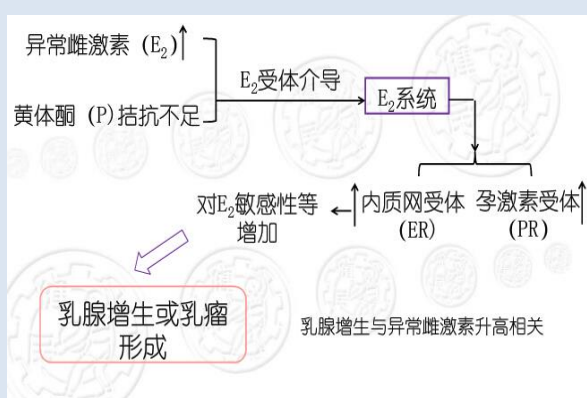 异常雌激素（E₂）
E₂受体介导
E₂系统
黄体酮（P)拮抗不足
对E₂敏感性等
增加
内质网受体
(ER)
孕激素受体
(PR)
乳腺增生或乳瘤
形成
乳腺增生与异常雌激素升高相关